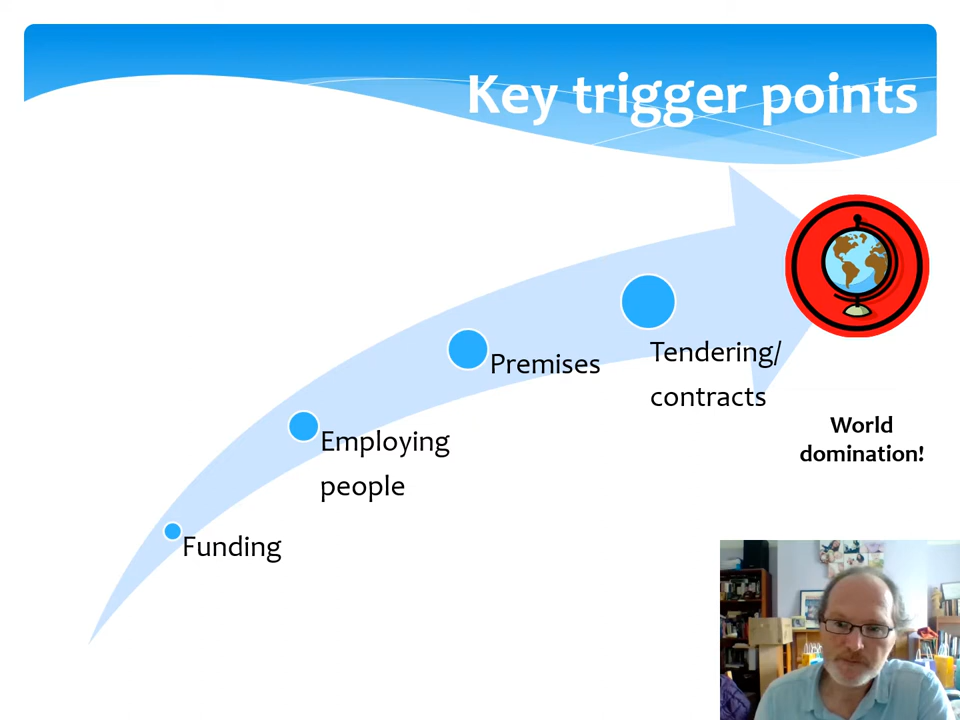 Key trigger points
Funding
Employing
people
Premises
Tendering/
contracts
World
domination!